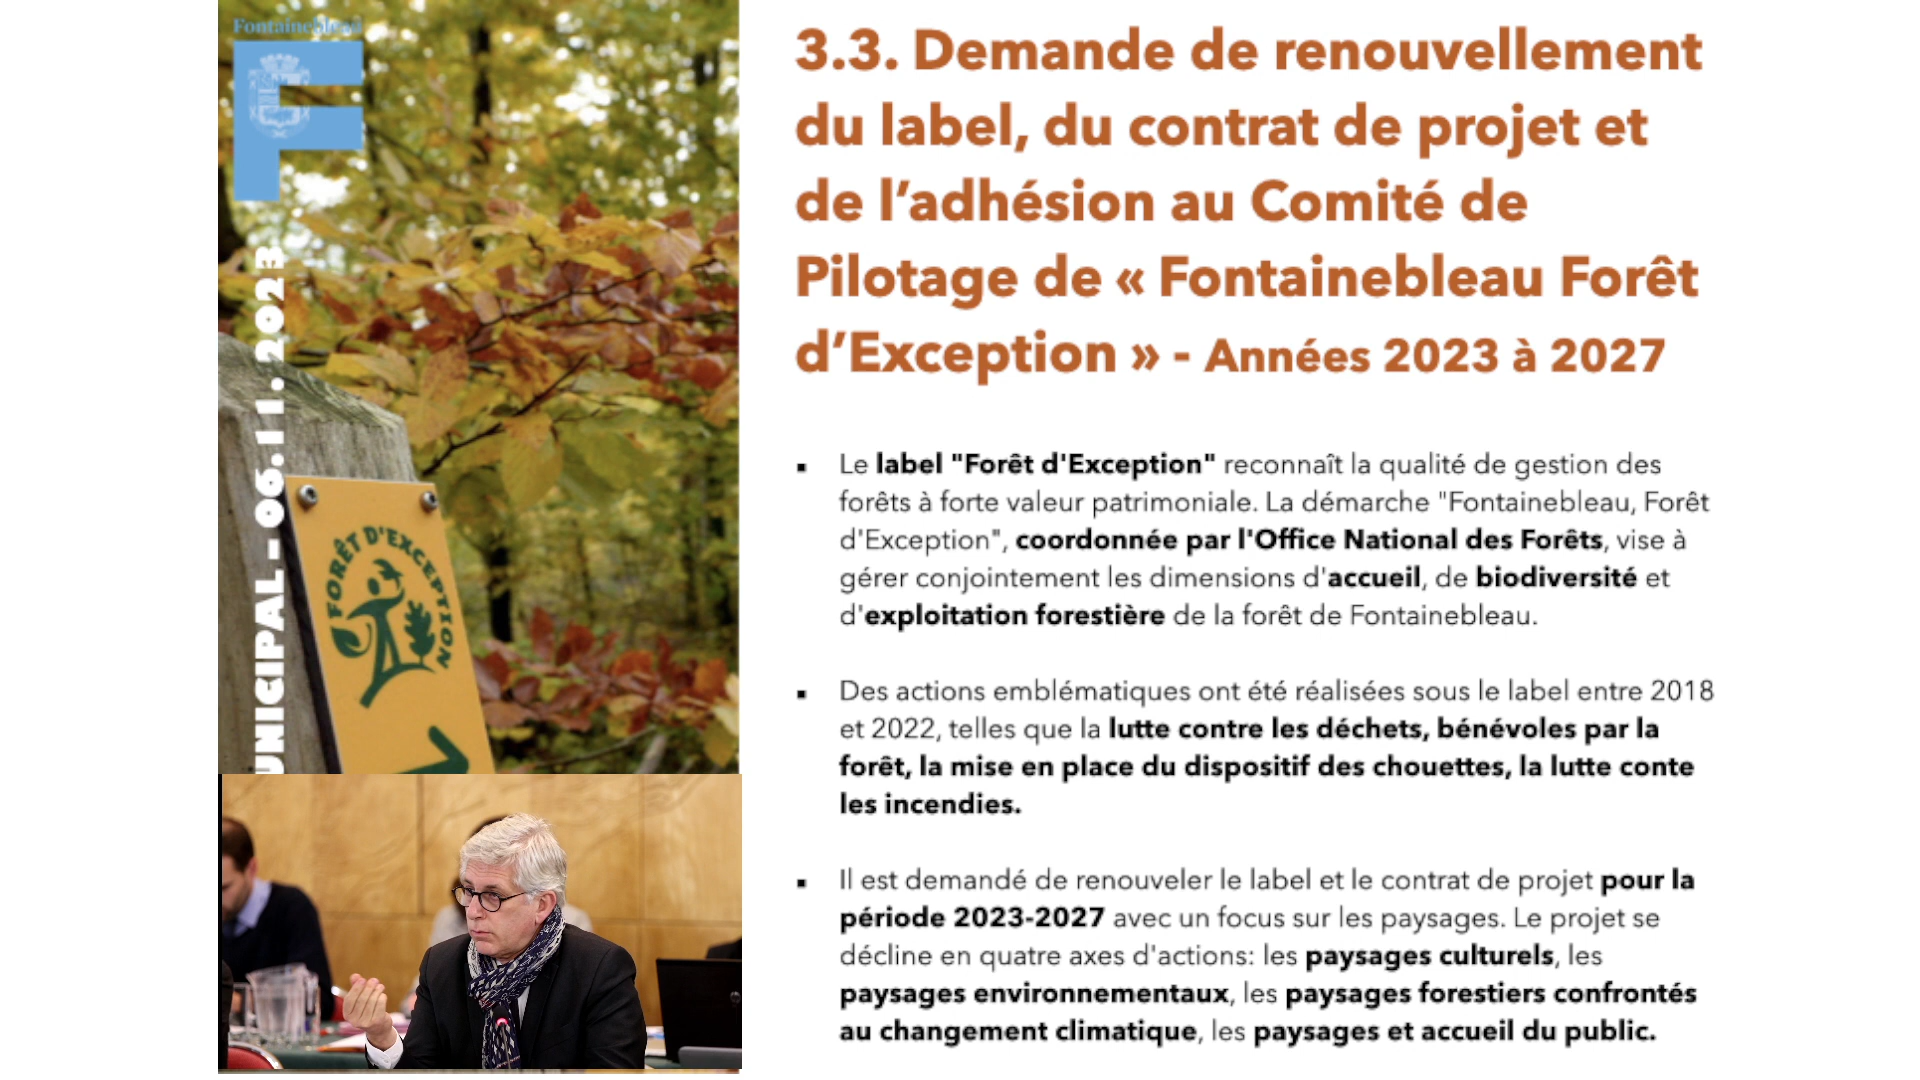 Fontainebleau
UNICIPAL - 06.11.2023
FORÊT D'EXCEPTION
3.3. Demande de renouvellement
du label, du contrat de projet et
de l’adhésion au Comité de
Pilotage de « Fontainebleau Forêt
d’Exception » - Années 2023 à 2027
▪ Le label "Forêt d'Exception" reconnaît la qualité de gestion des
forêts à forte valeur patrimoniale. La démarche "Fontainebleau, Forêt
d'Exception", coordonnée par l'Office National des Forêts, vise à
gérer conjointement les dimensions d'accueil, de biodiversité et
d'exploitation forestière de la forêt de Fontainebleau.
▪ Des actions emblématiques ont été réalisées sous le label entre 2018
et 2022, telles que la lutte contre les déchets, bénévoles par la
forêt, la mise en place du dispositif des chouettes, la lutte conte
les incendies.
▪ Il est demandé de renouveler le label et le contrat de projet pour la
période 2023-2027 avec un focus sur les paysages. Le projet se
décline en quatre axes d'actions: les paysages culturels, les
paysages environnementaux, les paysages forestiers confrontés
au changement climatique, les paysages et accueil du public.